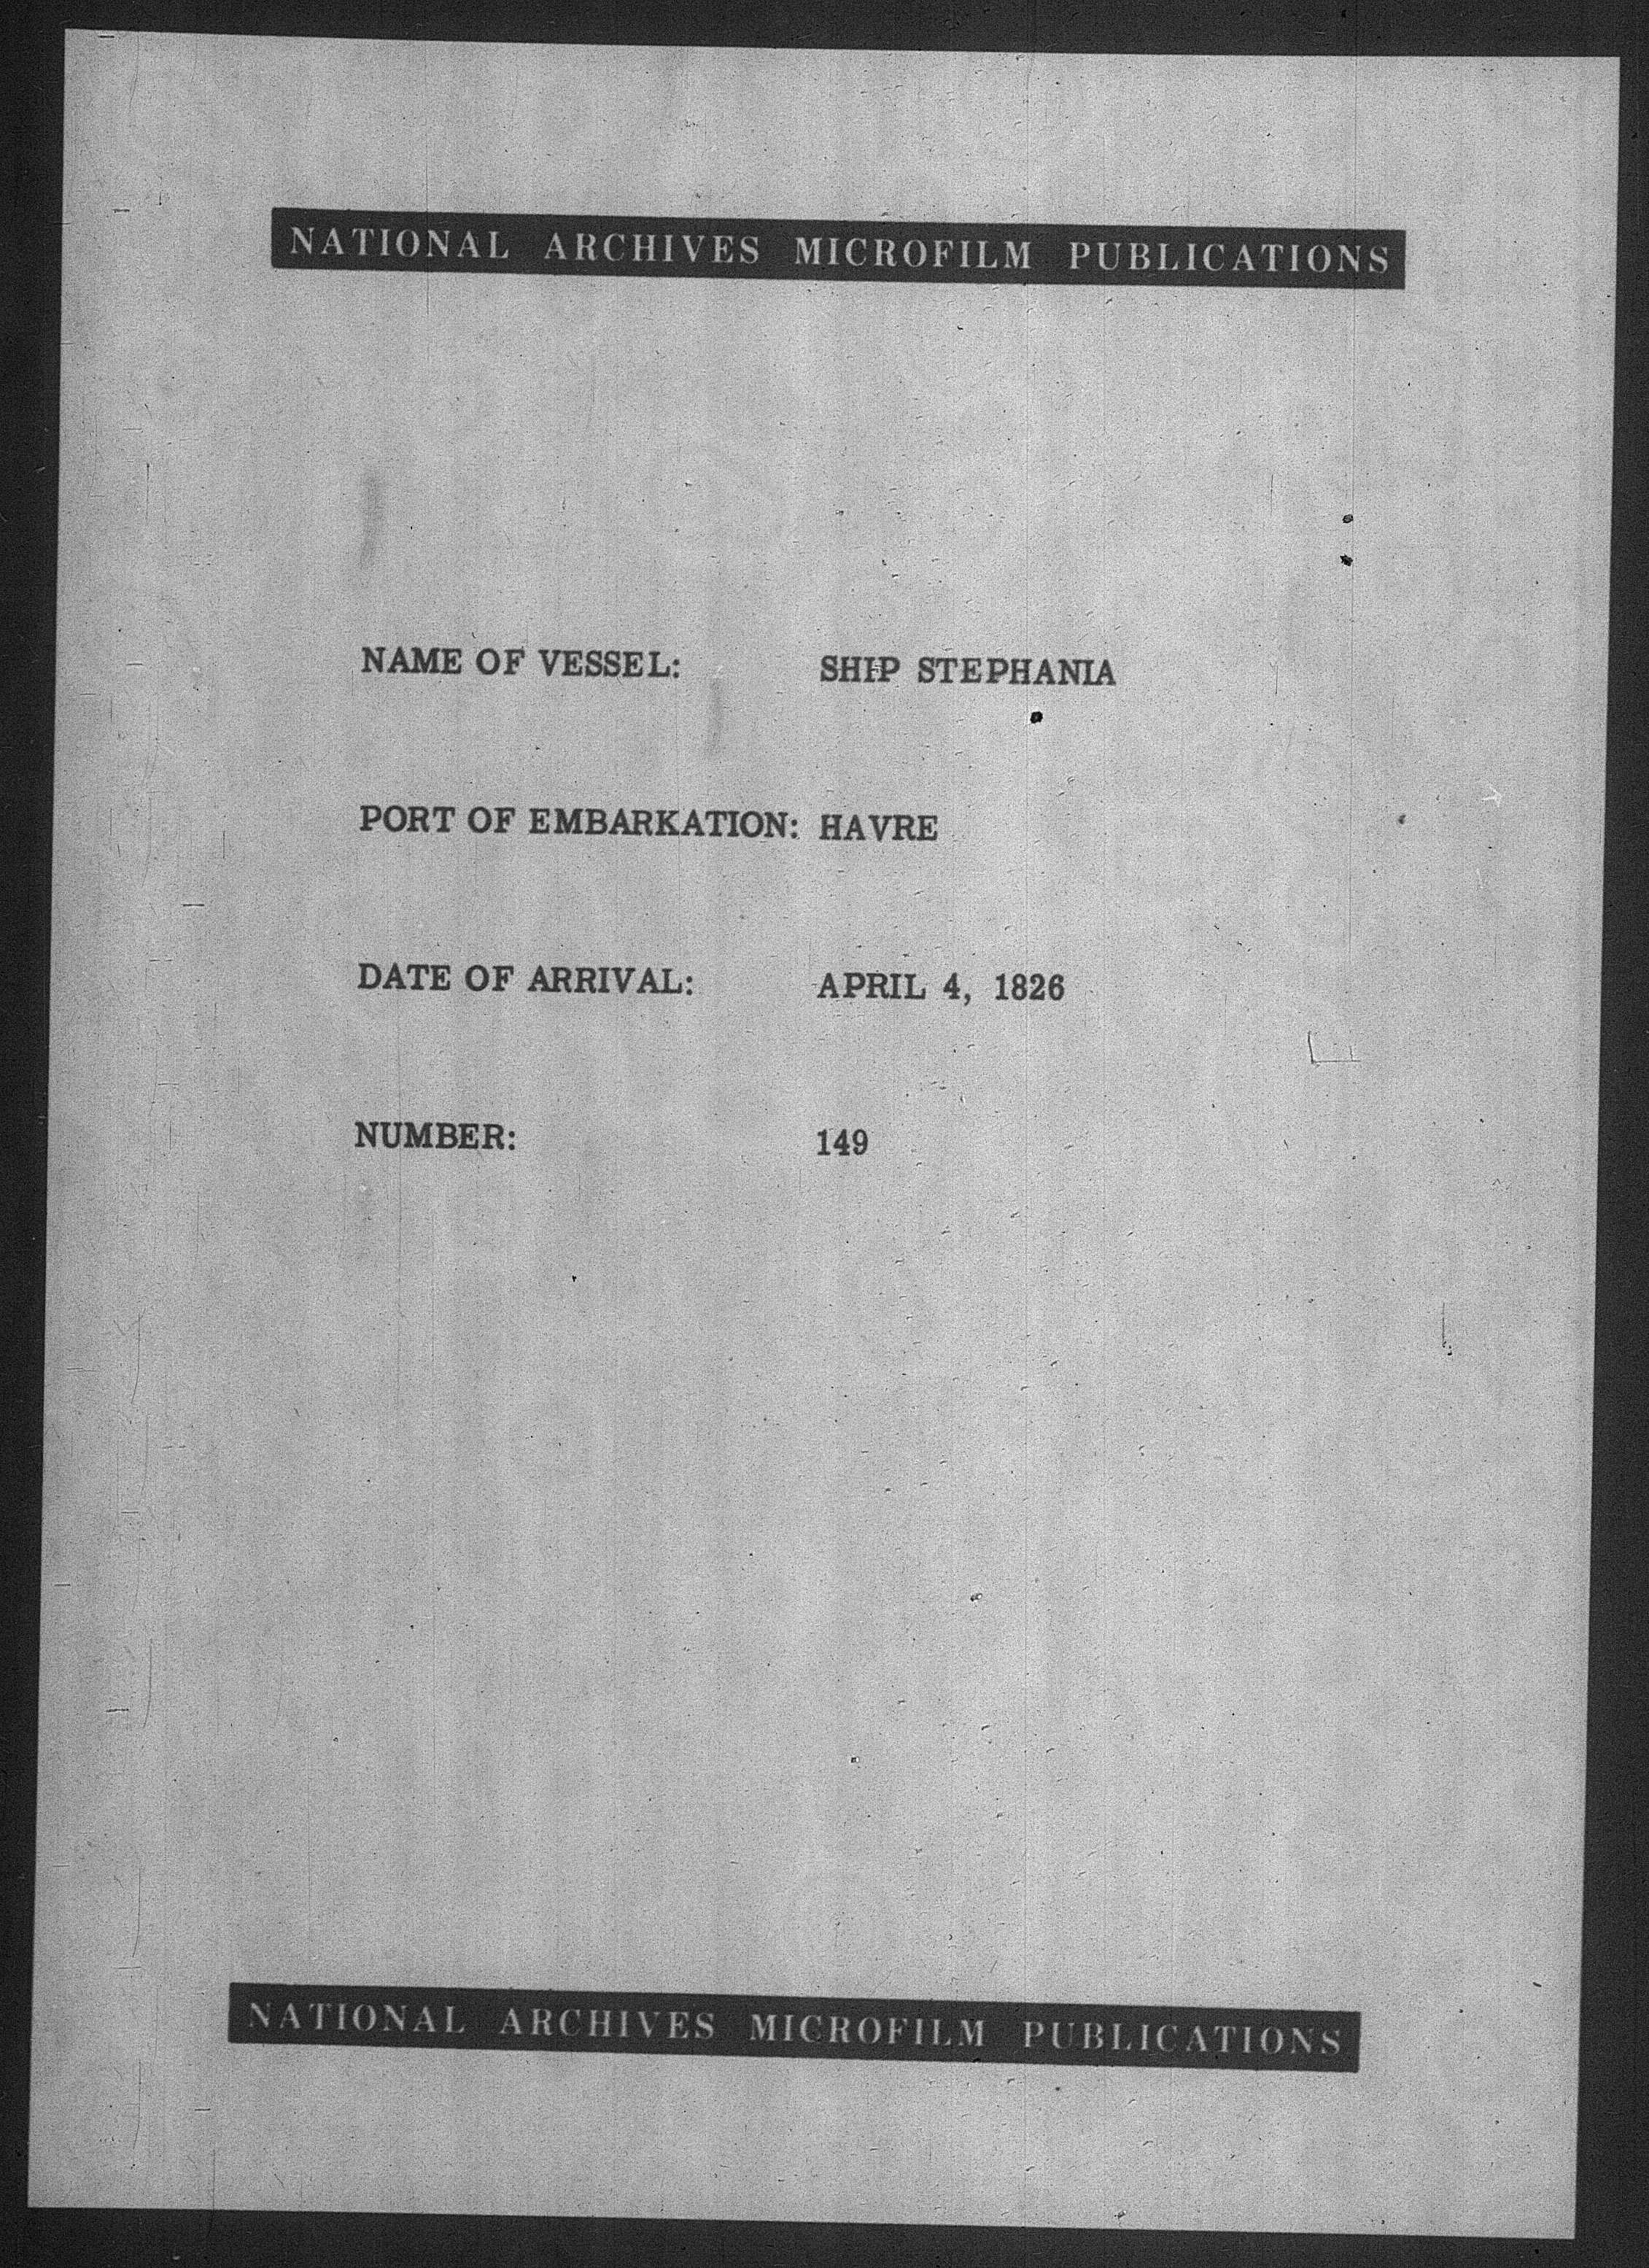 NATIONAL ARCHIVES MICROFILM PUBLICATIONS
NAME OF VESSEL: SHIP STEPHANIA
PORT OF EMBARKATION: HAVRE
DATE OF ARRIVAL: APRIL 4, 1826
NUMBER: 149
NATIONAL ARCHIVES MICROFILM PUBLICATIONS